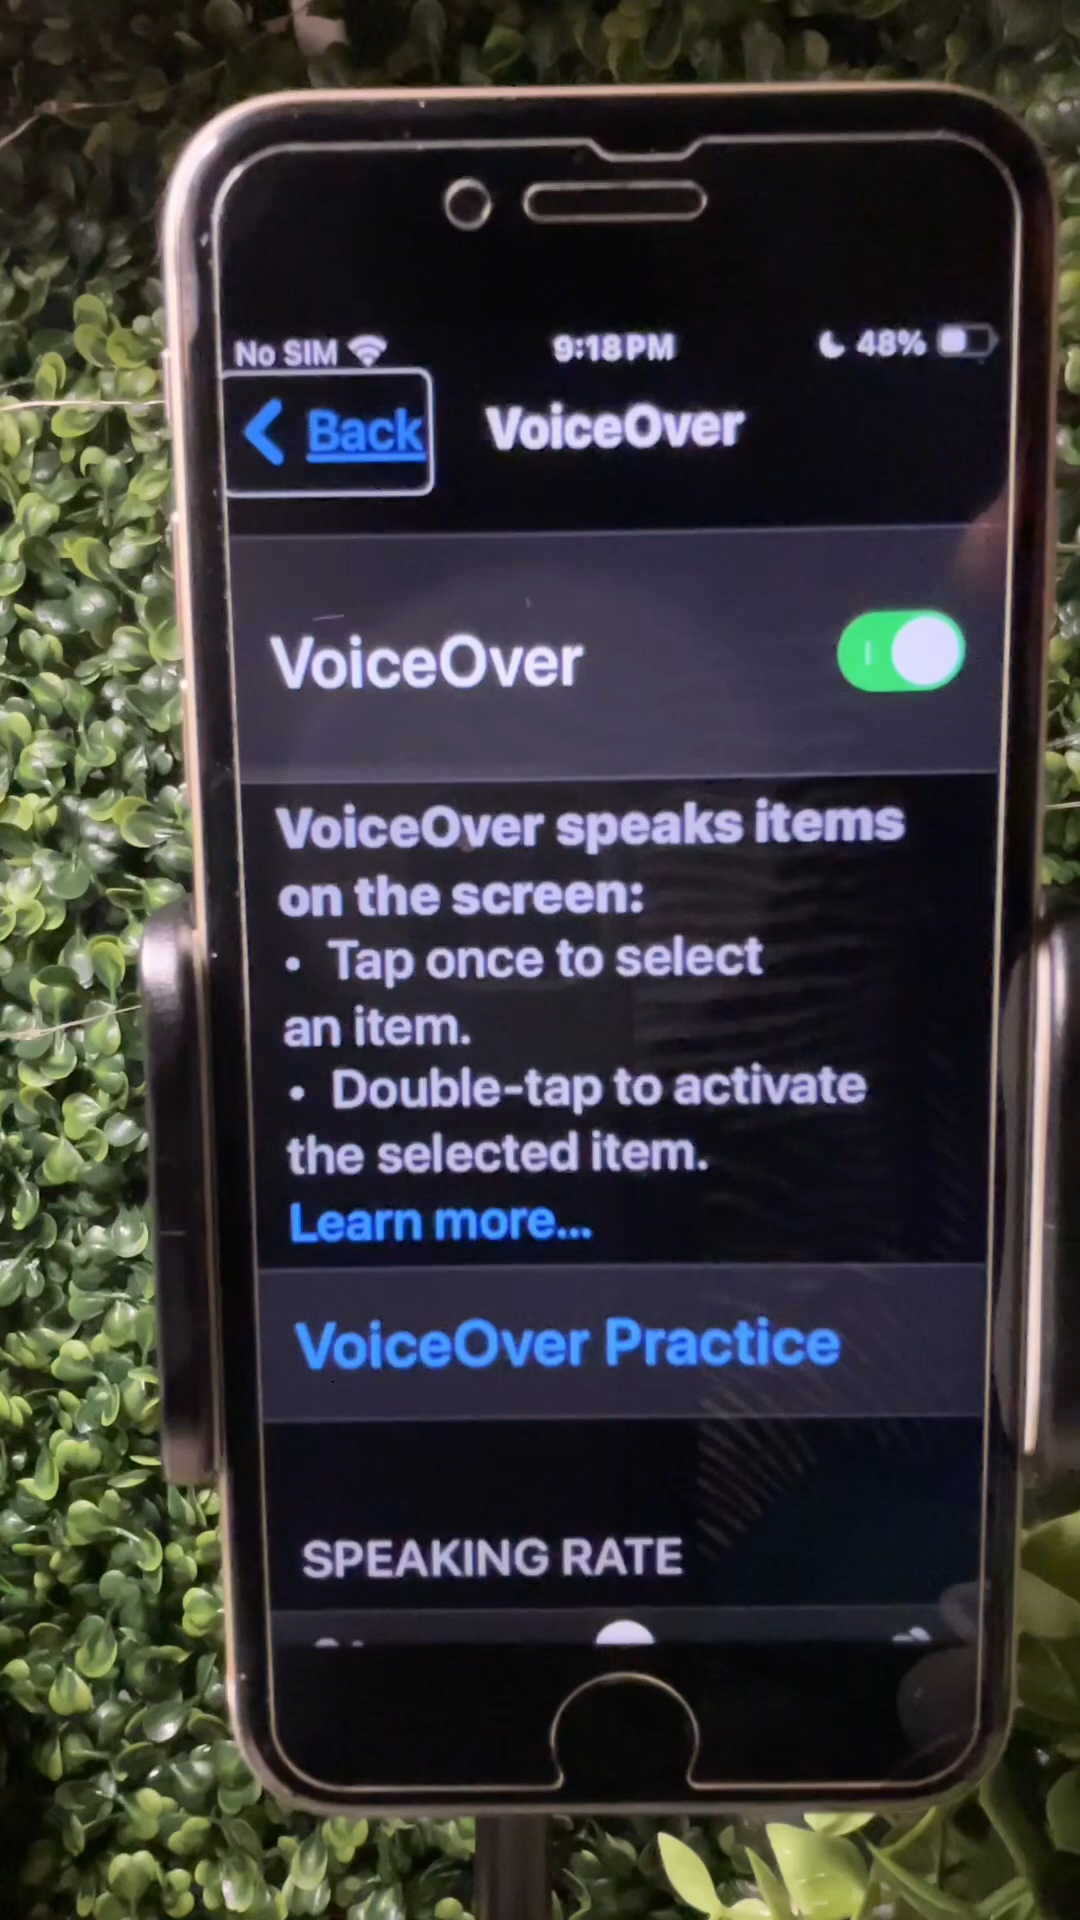 No SIM 9:18 PM 48%
Back VoiceOver
VoiceOver
VoiceOver speaks items
on the screen:
• Tap once to select
an item.
• Double-tap to activate
the selected item.
Learn more...
VoiceOver Practice
SPEAKING RATE